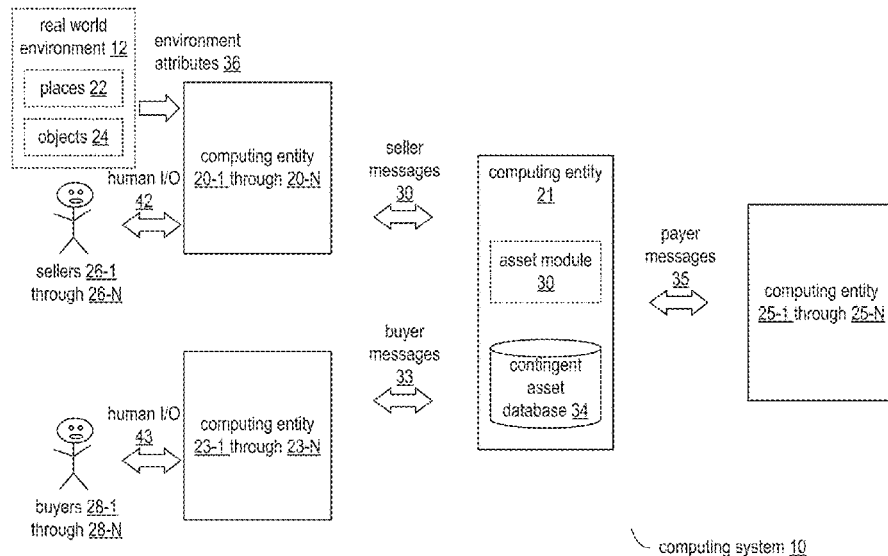 real world
environment 12
places 22
objects 24
environment
attributes 36
computing entity
20-1 through 20-N
human I/O
42
sellers 26-1
through 26-N
seller
messages
30
computing entity
21
asset module
30
contingent
asset
database 34
payer
messages
35
computing entity
25-1 through 25-N
buyer
messages
33
computing entity
23-1 through 23-N
human I/O
43
buyers 28-1
through 28-N
computing system 10